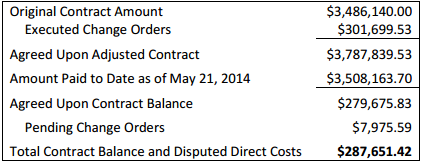 Original Contract Amount $3,486,140.00
Executed Change Orders $301,699.53
Agreed Upon Adjusted Contract $3,787,839.53
Amount Paid to Date as of May 21, 2014 $3,508,163.70
Agreed Upon Contract Balance $279,675.83
Pending Change Orders $7,975.59
Total Contract Balance and Disputed Direct Costs $287,651.42